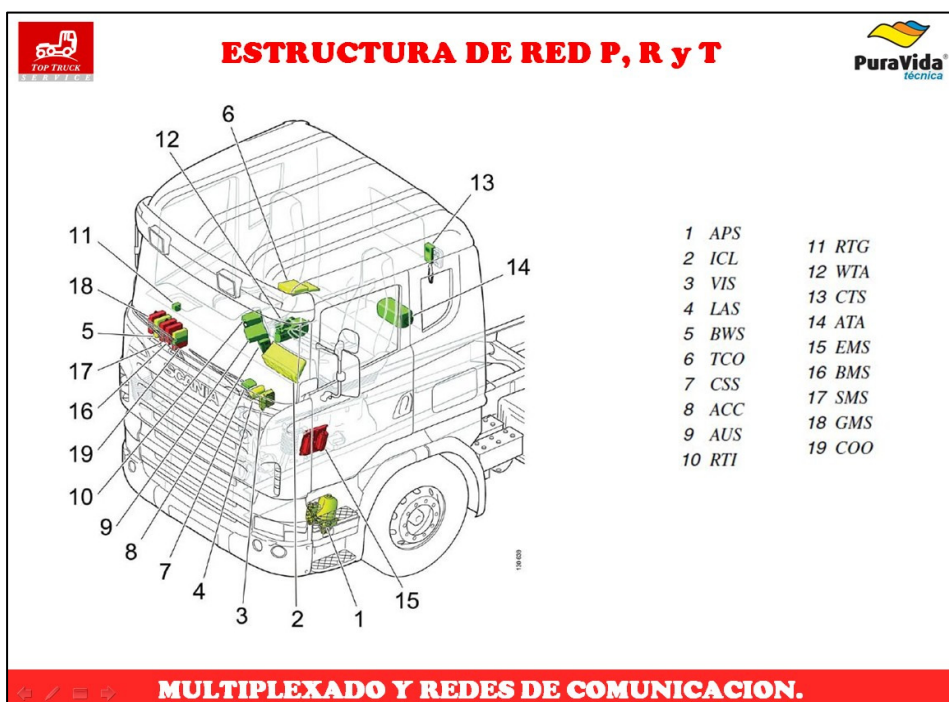 TOP TRUCK
SERVICE
ESTRUCTURA DE RED P, R y T
PuraVida®
técnica
6
12
13
11
14
18
5
17
16
19
10
9
8
7
4
3
2
1
15
SCANIA
1 APS
2 ICL
3 VIS
4 LAS
5 BWS
6 TCO
7 CSS
8 ACC
9 AUS
10 RTI
11 RTG
12 WTA
13 CTS
14 ATA
15 EMS
16 BMS
17 SMS
18 GMS
19 COO
MULTIPLEXADO Y REDES DE COMUNICACION.